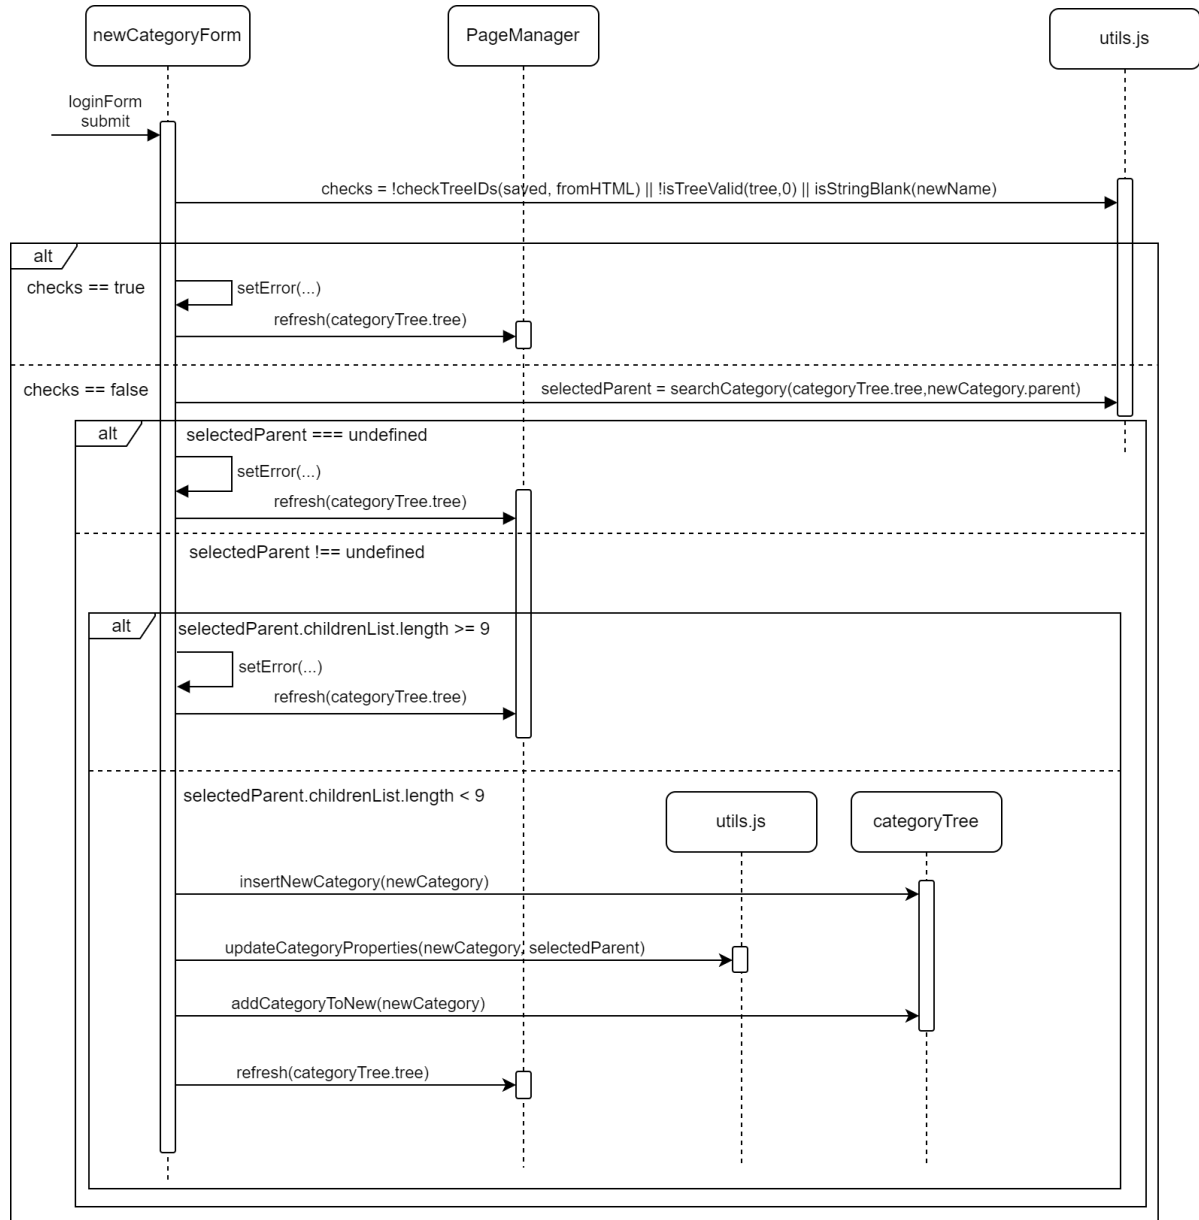 newCategoryForm
PageManager
utils.js
loginForm
submit
checks = !checkTreeIDs(saved, fromHTML) || !isTreeValid(tree,0) || isStringBlank(newName)
alt
checks == true
setError(...)
refresh(categoryTree.tree)
checks == false
selectedParent = searchCategory(categoryTree.tree,newCategory.parent)
alt
selectedParent === undefined
setError(...)
refresh(categoryTree.tree)
selectedParent !== undefined
alt
selectedParent.childrenList.length >= 9
setError(...)
refresh(categoryTree.tree)
selectedParent.childrenList.length < 9
utils.js
categoryTree
insertNewCategory(newCategory)
updateCategoryProperties(newCategory, selectedParent)
addCategoryToNew(newCategory)
refresh(categoryTree.tree)